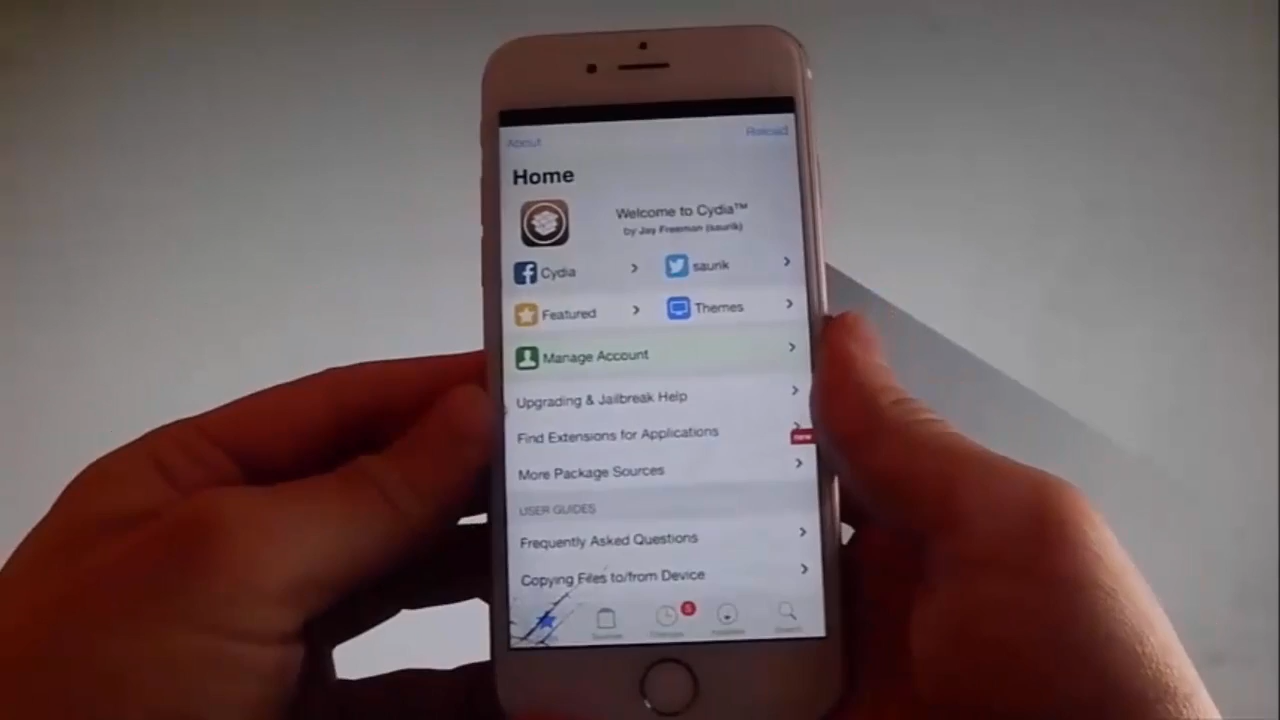 About
Reload
Home
Welcome to Cydia™
by Jay Freeman (saurik)
Cydia
saurik
Featured
Themes
Manage Account
Upgrading & Jailbreak Help
Find Extensions for Applications
new
More Package Sources
USER GUIDES
Frequently Asked Questions
Copying Files to/from Device
5